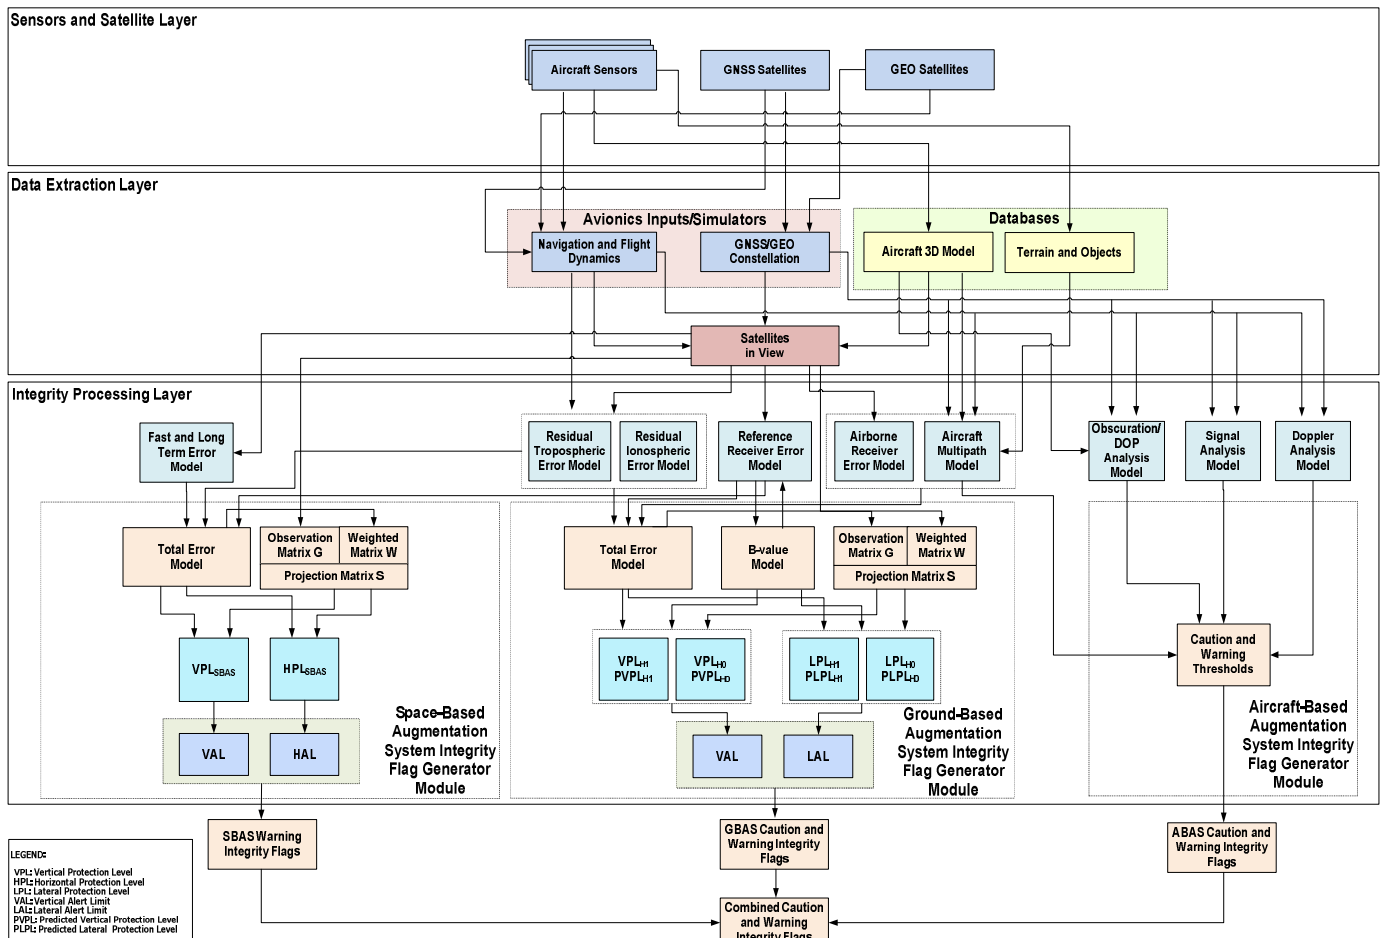 Sensors and Satellite Layer
Aircraft Sensors
GNSS Satellites
GEO Satellites
Data Extraction Layer
Avionics Inputs/Simulators
Databases
Navigation and Flight
Dynamics
GNSS/GEO
Constellation
Aircraft 3D Model
Terrain and Objects
Satellites
in View
Integrity Processing Layer
Fast and Long
Term Error
Model
Residual
Tropospheric
Error Model
Residual
Ionospheric
Error Model
Reference
Receiver Error
Model
Airborne
Receiver
Error Model
Aircraft
Multipath
Model
Obscuration/
DOP
Analysis
Model
Signal
Analysis
Model
Doppler
Analysis
Model
Total Error
Model
Observation
Matrix G
Weighted
Matrix W
Projection Matrix S
Total Error
Model
B-value
Model
Observation
Matrix G
Weighted
Matrix W
Projection Matrix S
VPLSBAS
HPLSBAS
VPLH1
PVPLH1
VPLH0
PVPLHD
LPLH1
PLPLH1
LPLH0
PLPLHD
Caution and
Warning
Thresholds
VAL
HAL
Space-Based
Augmentation
System Integrity
Flag Generator
Module
VAL
LAL
Ground-Based
Augmentation
System Integrity
Flag Generator
Module
Aircraft-Based
Augmentation
System Integrity
Flag Generator
Module
SBAS Warning
Integrity Flags
GBAS Caution and
Warning Integrity
Flags
ABAS Caution and
Warning Integrity
Flags
Combined Caution
and Warning
Integrity Flags
LEGEND:
VPL: Vertical Protection Level
HPL: Horizontal Protection Level
LPL: Lateral Protection Level
VAL: Vertical Alert Limit
LAL: Lateral Alert Limit
PVPL: Predicted Vertical Protection Level
PLPL: Predicted Lateral Protection Level